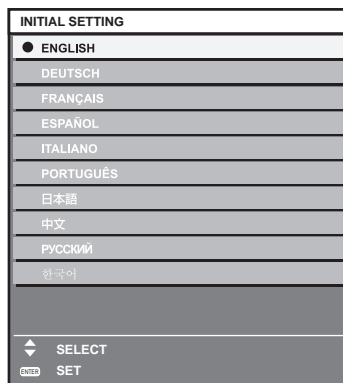 INITIAL SETTING
ENGLISH
DEUTSCH
FRANÇAIS
ESPAÑOL
ITALIANO
PORTUGUÊS
日本語
中文
РУССКИЙ
한국어
SELECT
ENTER SET